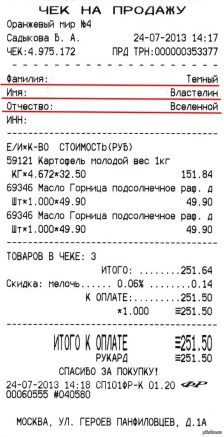 ЧЕК НА ПРОДАЖУ
Оранжевый мир №4
Садыкова В. А. 24-07-2013 14:17
ЧЕК:4.975.172 ПРД ТРН:000000353377
Фамилия: Темный
Имя: Властелин
Отчество: Вселенной
ИНН:
Е/И*К-ВО СТОИМОСТЬ(РУБ)
59121 Картофель молодой вес 1кг
КГ*4.672*32.50 151.84
69346 Масло Горница подсолнечное раф. д
Шт*1.000*49.90 49.90
69346 Масло Горница подсолнечное раф. д
Шт*1.000*49.90 49.90
ТОВАРОВ В ЧЕКЕ: 3
ИТОГО: ........251.64
Скидка: мелочь..... 0.06% .......0.14
К ОПЛАТЕ:........251.50
*1.000 =251.50
ИТОГО К ОПЛАТЕ =251.50
РУКАРД =251.50
СПАСИБО ЗА ПОКУПКУ!
24-07-2013 14:18 СП101ФР-К 01.20 ФР
00060555 #040580
МОСКВА, УЛ. ГЕРОЕВ ПАНФИЛОВЦЕВ, Д.1А